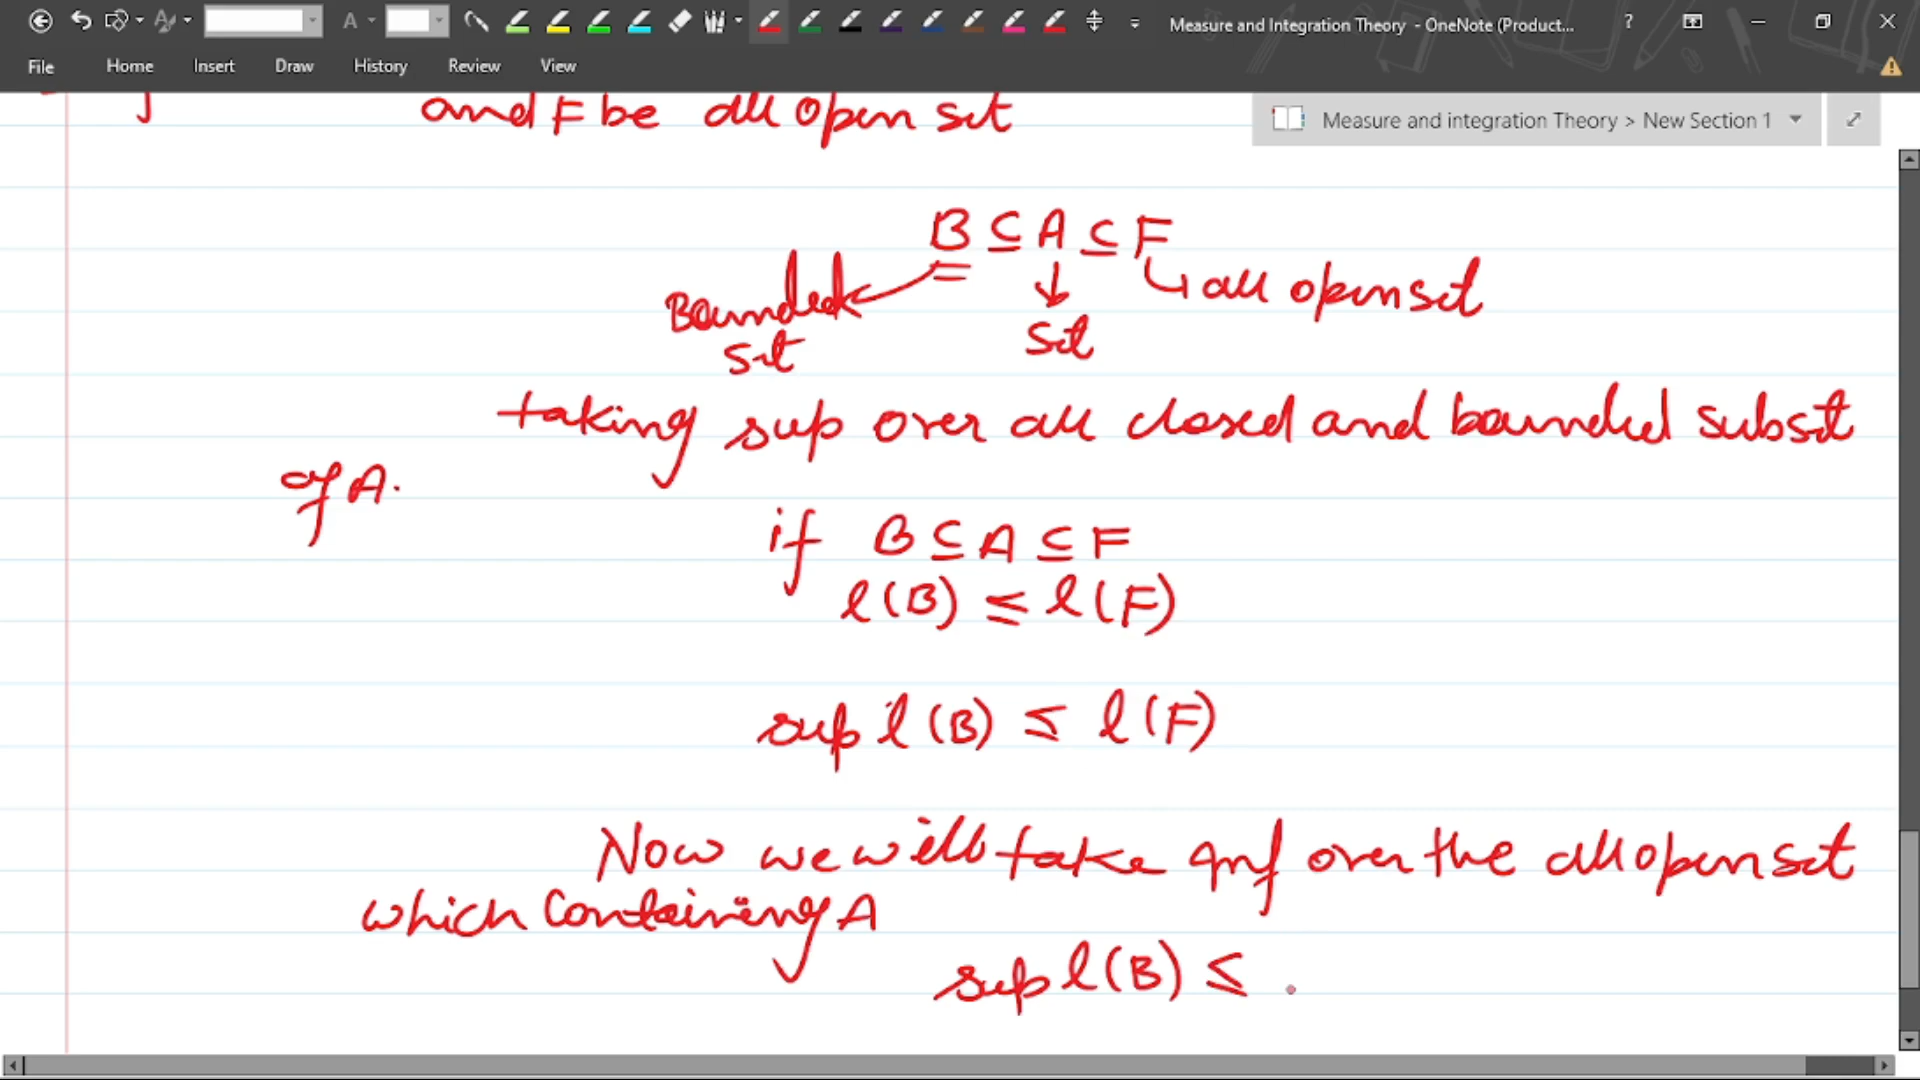 Measure and Integration Theory - OneNote (Product...
File Home Insert Draw History Review View
Measure and integration Theory > New Section 1
and F be all open set
B ⊆ A ⊆ F
all open set
Bounded
set
set
taking sup over all closed and bounded subset
of A.
if B ⊆ A ⊆ F
l(B) ≤ l(F)
sup l(B) ≤ l(F)
Now we will take Inf over the all open set
which Containing A
sup l(B) ≤